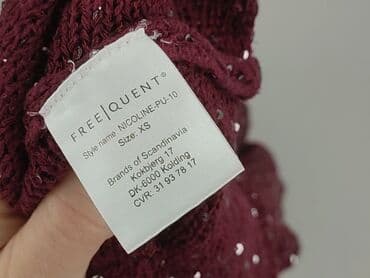 FREE|QUENT®
Style name: NICOLINE-PU-10
Size: XS
Brands of Scandinavia
Kokbjerg 17
DK-6000 Kolding
CVR: 31 93 78 17